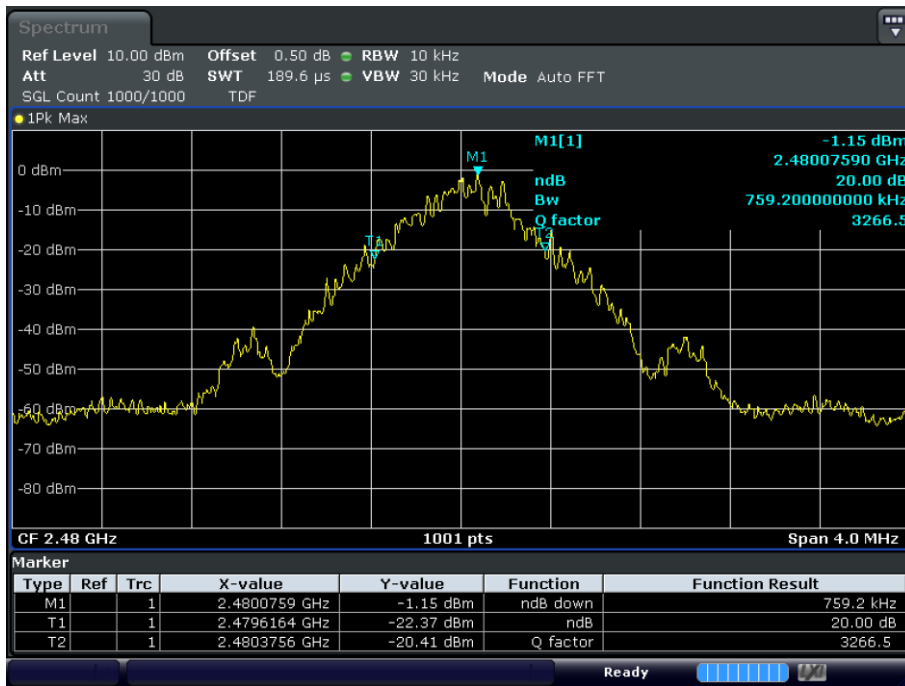 Spectrum
Ref Level 10.00 dBm Offset 0.50 dB RBW 10 kHz
Att 30 dB SWT 189.6 µs VBW 30 kHz Mode Auto FFT
SGL Count 1000/1000 TDF
1Pk Max
M1[1] -1.15 dBm
2.48007590 GHz
M1
0 dBm
ndB 20.00 dB
Bw 759.200000000 kHz
-10 dBm
Q factor 3266.5
T1
T2
-20 dBm
-30 dBm
-40 dBm
-50 dBm
-60 dBm
-70 dBm
-80 dBm
CF 2.48 GHz 1001 pts Span 4.0 MHz
Marker
Type Ref Trc X-value Y-value Function Function Result
M1 1 2.4800759 GHz -1.15 dBm ndB down 759.2 kHz
T1 1 2.4796164 GHz -22.37 dBm ndB 20.00 dB
T2 1 2.4803756 GHz -20.41 dBm Q factor 3266.5
Ready LXI